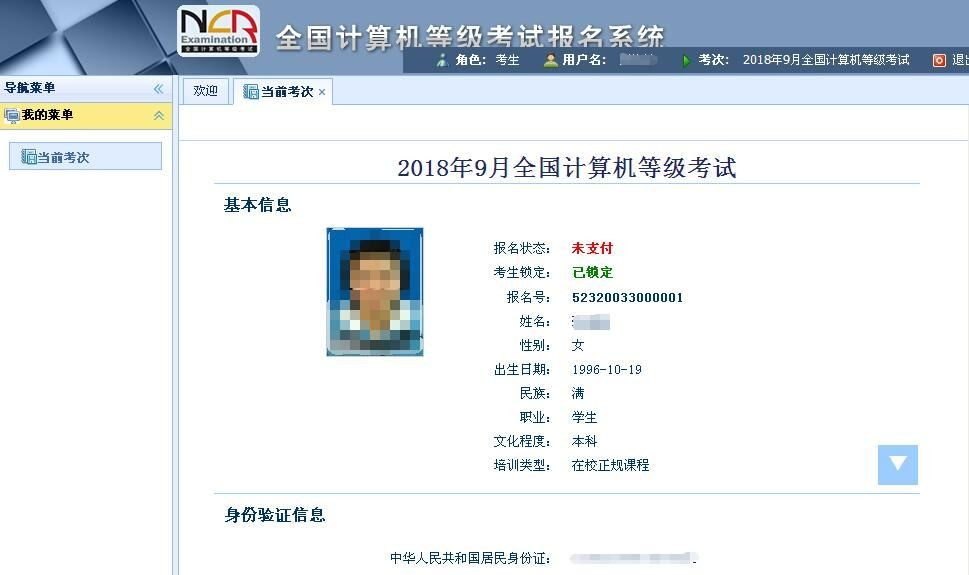 NCR
Examination
全国计算机等级考试
全国计算机等级考试报名系统
角色: 考生 用户名: 考次: 2018年9月全国计算机等级考试 退出
导航菜单 «
我的菜单
当前考次
欢迎 当前考次 ×
2018年9月全国计算机等级考试
基本信息
报名状态: 未支付
考生锁定: 已锁定
报名号: 52320033000001
姓名:
性别: 女
出生日期: 1996-10-19
民族: 满
职业: 学生
文化程度: 本科
培训类型: 在校正规课程
身份验证信息
中华人民共和国居民身份证: